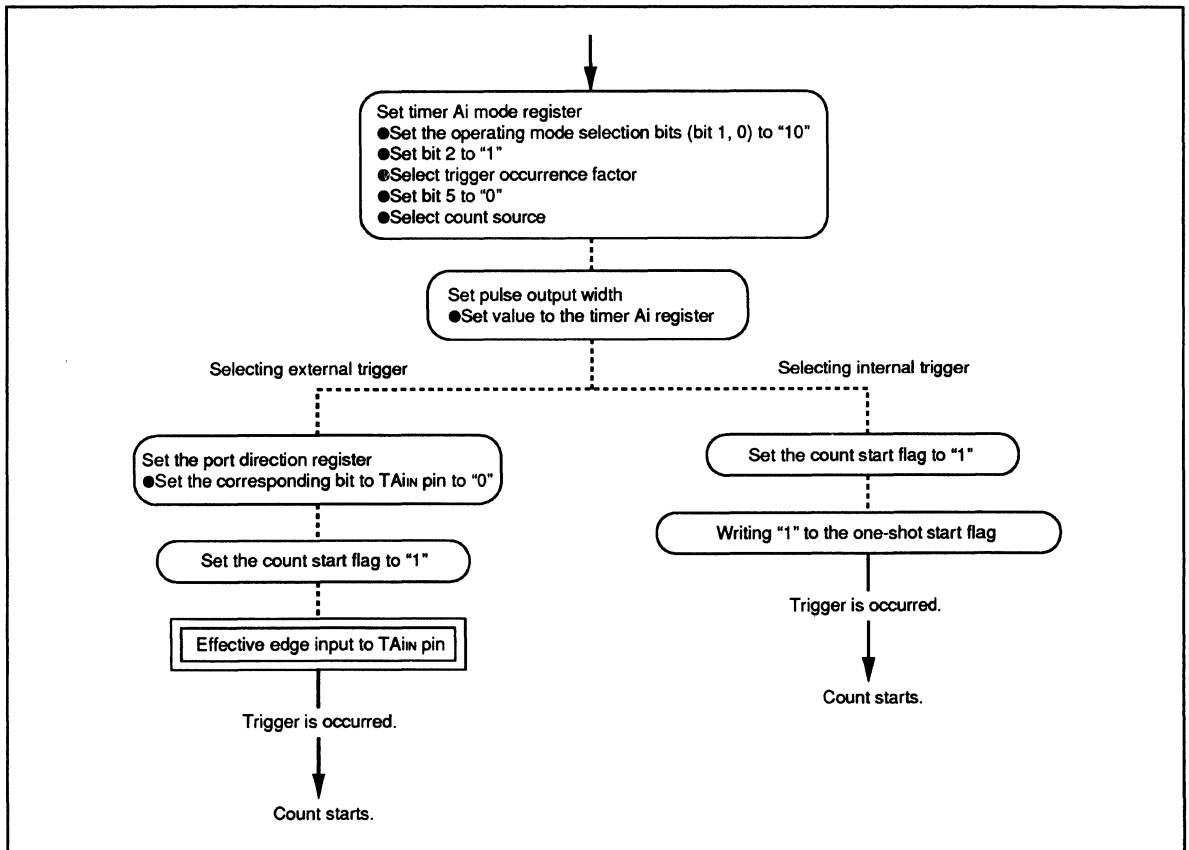 Set timer Ai mode register
●Set the operating mode selection bits (bit 1, 0) to “10”
●Set bit 2 to “1”
●Select trigger occurrence factor
●Set bit 5 to “0”
●Select count source
Set pulse output width
●Set value to the timer Ai register
Selecting external trigger
Selecting internal trigger
Set the port direction register
●Set the corresponding bit to TAiIN pin to “0”
Set the count start flag to “1”
Effective edge input to TAiIN pin
Trigger is occurred.
Count starts.
Set the count start flag to “1”
Writing “1” to the one-shot start flag
Trigger is occurred.
Count starts.